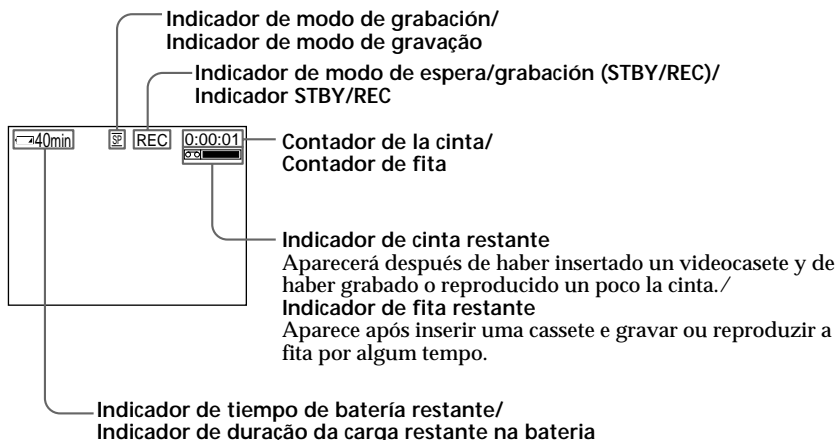 Indicador de modo de grabación/
Indicador de modo de gravação
Indicador de modo de espera/grabación (STBY/REC)/
Indicador STBY/REC
40min SP REC 0:00:01
Contador de la cinta/
Contador de fita
Indicador de cinta restante
Aparecerá después de haber insertado un videocasete y de
haber grabado o reproducido un poco la cinta./
Indicador de fita restante
Aparece após inserir uma cassete e gravar ou reproduzir a
fita por algum tempo.
Indicador de tiempo de batería restante/
Indicador de duração da carga restante na bateria